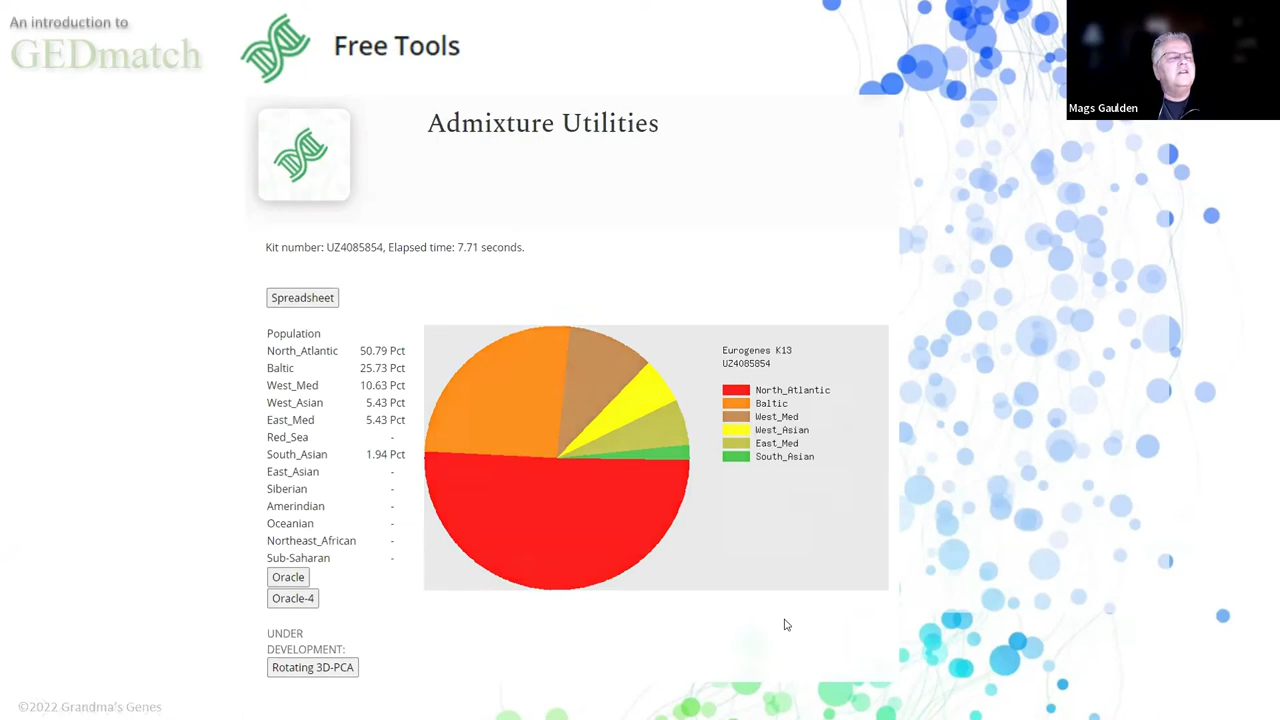 An introduction to
GEDmatch
Free Tools
Mags Gaulden
Admixture Utilities
Kit number: UZ4085854, Elapsed time: 7.71 seconds.
Spreadsheet
Population
North_Atlantic 50.79 Pct
Baltic 25.73 Pct
West_Med 10.63 Pct
West_Asian 5.43 Pct
East_Med 5.43 Pct
Red_Sea -
South_Asian 1.94 Pct
East_Asian -
Siberian -
Amerindian -
Oceanian -
Northeast_African -
Sub-Saharan -
Oracle
Oracle-4
UNDER
DEVELOPMENT:
Rotating 3D-PCA
Eurogenes K13
UZ4085854
North_Atlantic
Baltic
West_Med
West_Asian
East_Med
South_Asian
©2022 Grandma's Genes